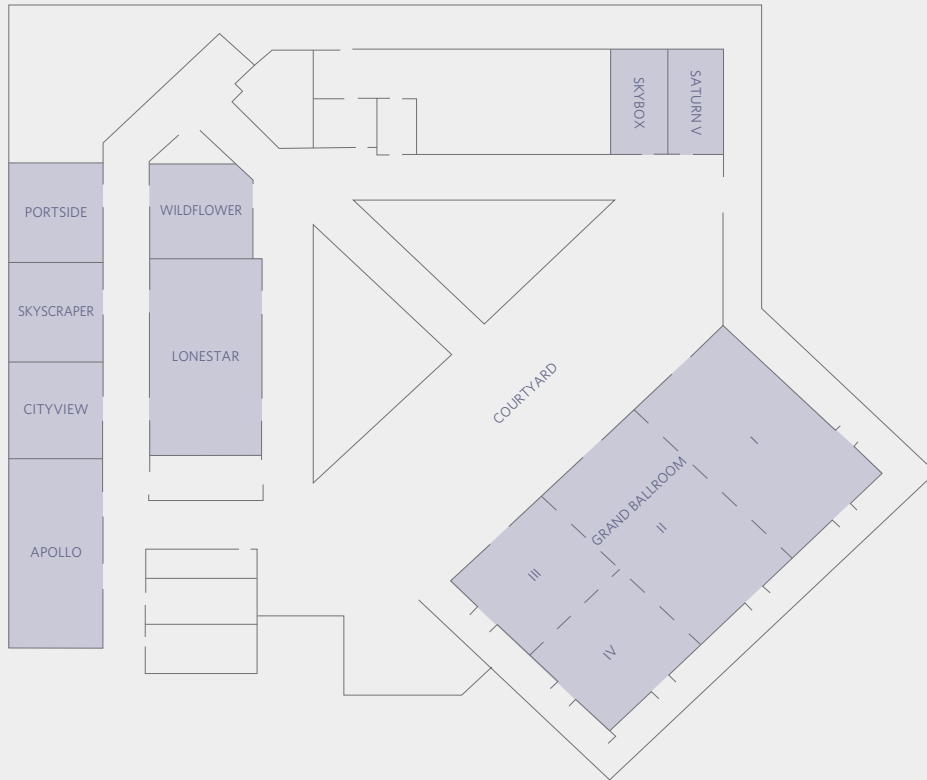 SKYBOX
SATURN V
PORTSIDE
WILDFLOWER
SKYSCRAPER
LONESTAR
CITYVIEW
COURTYARD
APOLLO
GRAND BALLROOM
I
II
III
IV